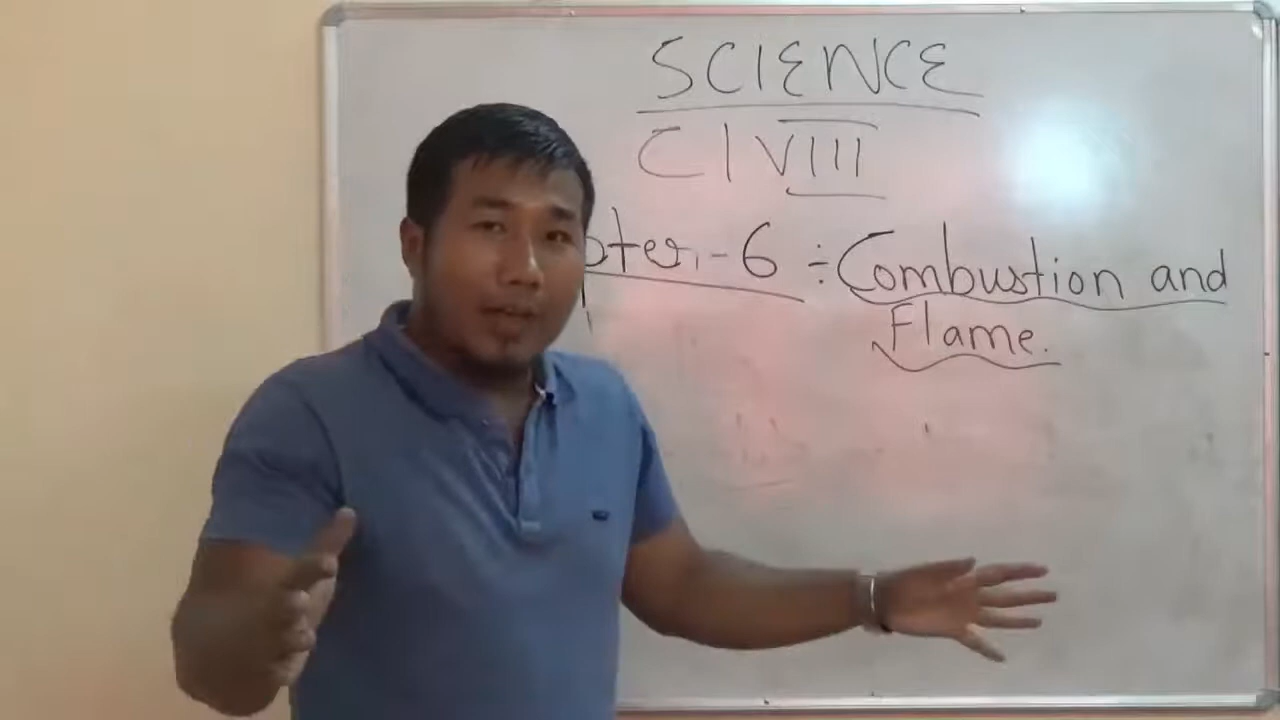 SCIENCE
Cl VIII
pter - 6 ÷ Combustion and
Flame.